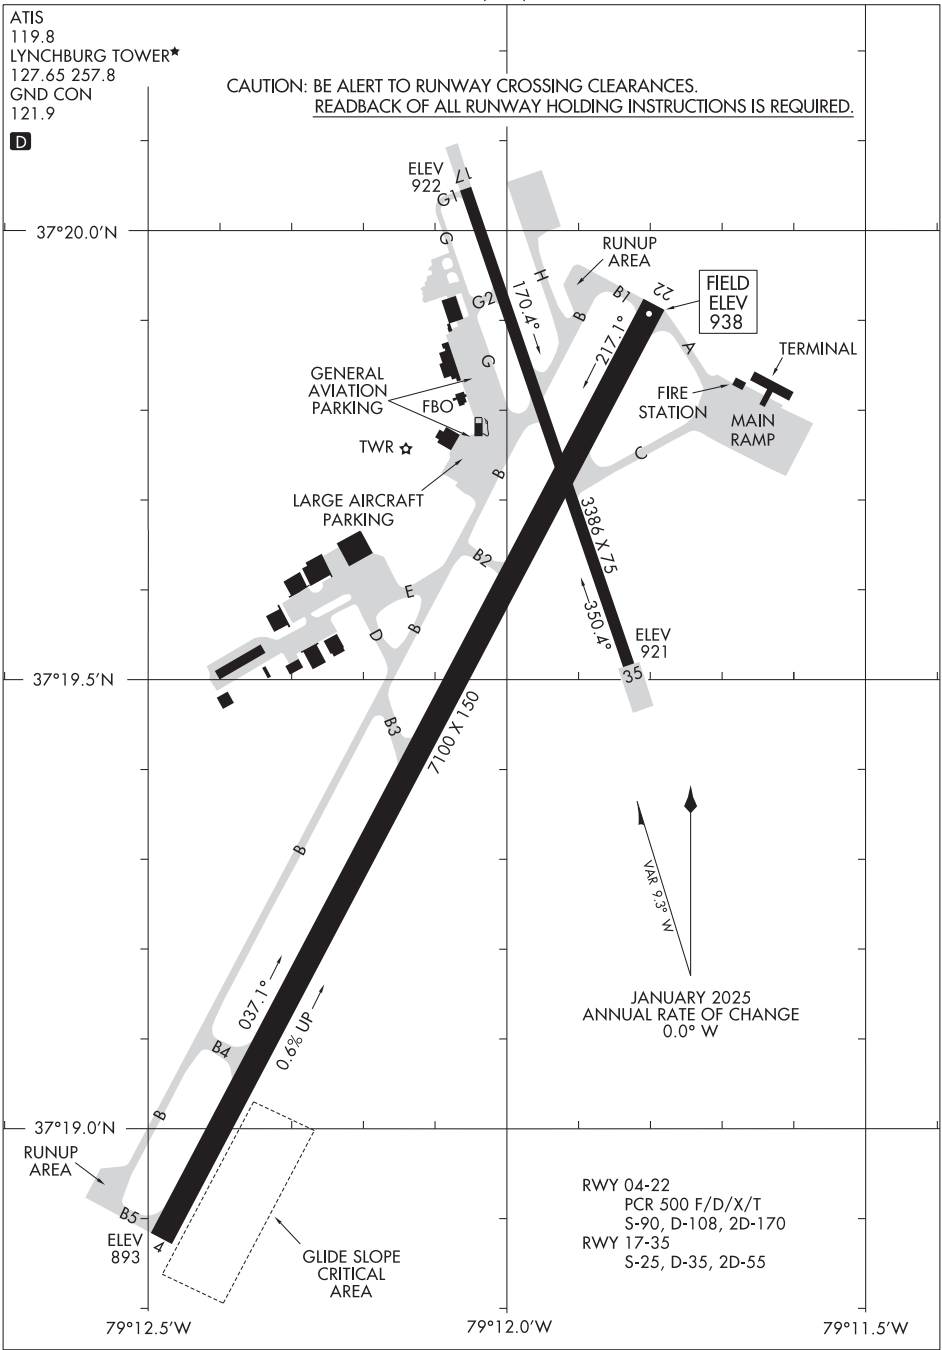 ATIS
119.8
LYNCHBURG TOWER★
127.65 257.8
GND CON
121.9
D
CAUTION: BE ALERT TO RUNWAY CROSSING CLEARANCES.
READBACK OF ALL RUNWAY HOLDING INSTRUCTIONS IS REQUIRED.
ELEV
922
17
G1
37°20.0'N
G
RUNUP
AREA
H
B1
22
FIELD
ELEV
938
G2
170.4°
B
217.1°
A
TERMINAL
G
GENERAL
AVIATION
PARKING
FBO
FIRE
STATION
MAIN
RAMP
TWR
C
B
LARGE AIRCRAFT
PARKING
3386 X 75
B2
E
D
B
350.4°
ELEV
921
35
37°19.5'N
B3
7100 X 150
B
VAR 9.3° W
037.1°
0.6% UP
JANUARY 2025
ANNUAL RATE OF CHANGE
0.0° W
B4
B
37°19.0'N
RUNUP
AREA
B5
ELEV
893
4
GLIDE SLOPE
CRITICAL
AREA
RWY 04-22
PCR 500 F/D/X/T
S-90, D-108, 2D-170
RWY 17-35
S-25, D-35, 2D-55
79°12.5'W
79°12.0'W
79°11.5'W